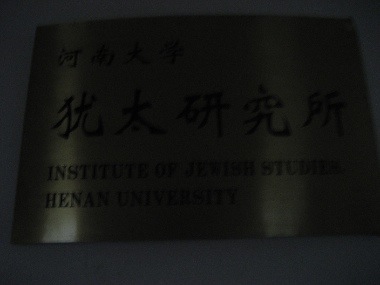 河南大学
犹太研究所
INSTITUTE OF JEWISH STUDIES
HENAN UNIVERSITY